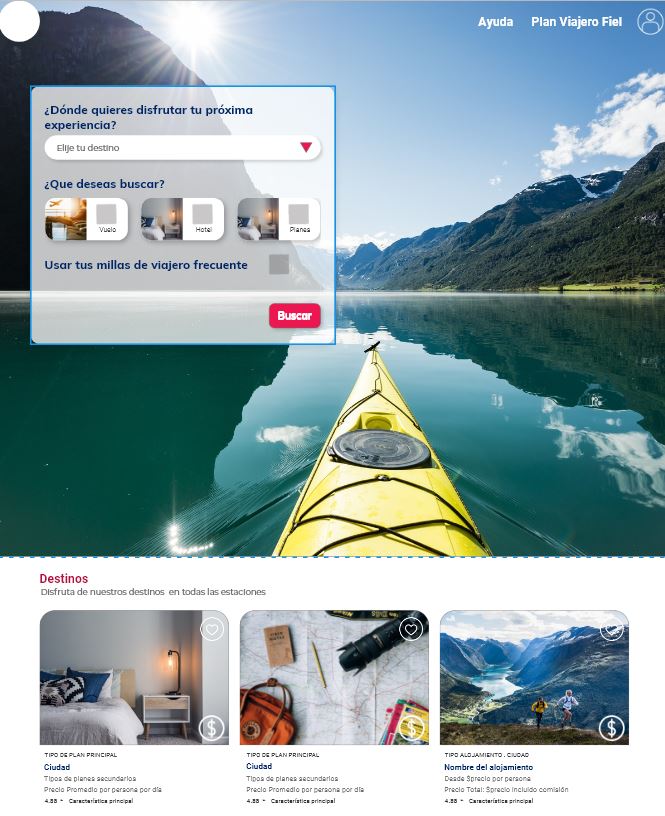 Ayuda Plan Viajero Fiel
¿Dónde quieres disfrutar tu próxima
experiencia?
Elije tu destino
¿Que deseas buscar?
Vuelo Hotel Planes
Usar tus millas de viajero frecuente
Buscar
Destinos
Disfruta de nuestros destinos en todas las estaciones
TIPO DE PLAN PRINCIPAL
Ciudad
Tipos de planes secundarios
Precio Promedio por persona por día
4.88 Característica principal
TIPO DE PLAN PRINCIPAL
Ciudad
Tipos de planes secundarios
Precio Promedio por persona por día
4.88 Característica principal
TIPO ALOJAMIENTO . CIUDAD
Nombre del alojamiento
Desde $precio por persona
Precio Total: $precio incluido comisión
4.88 Característica principal